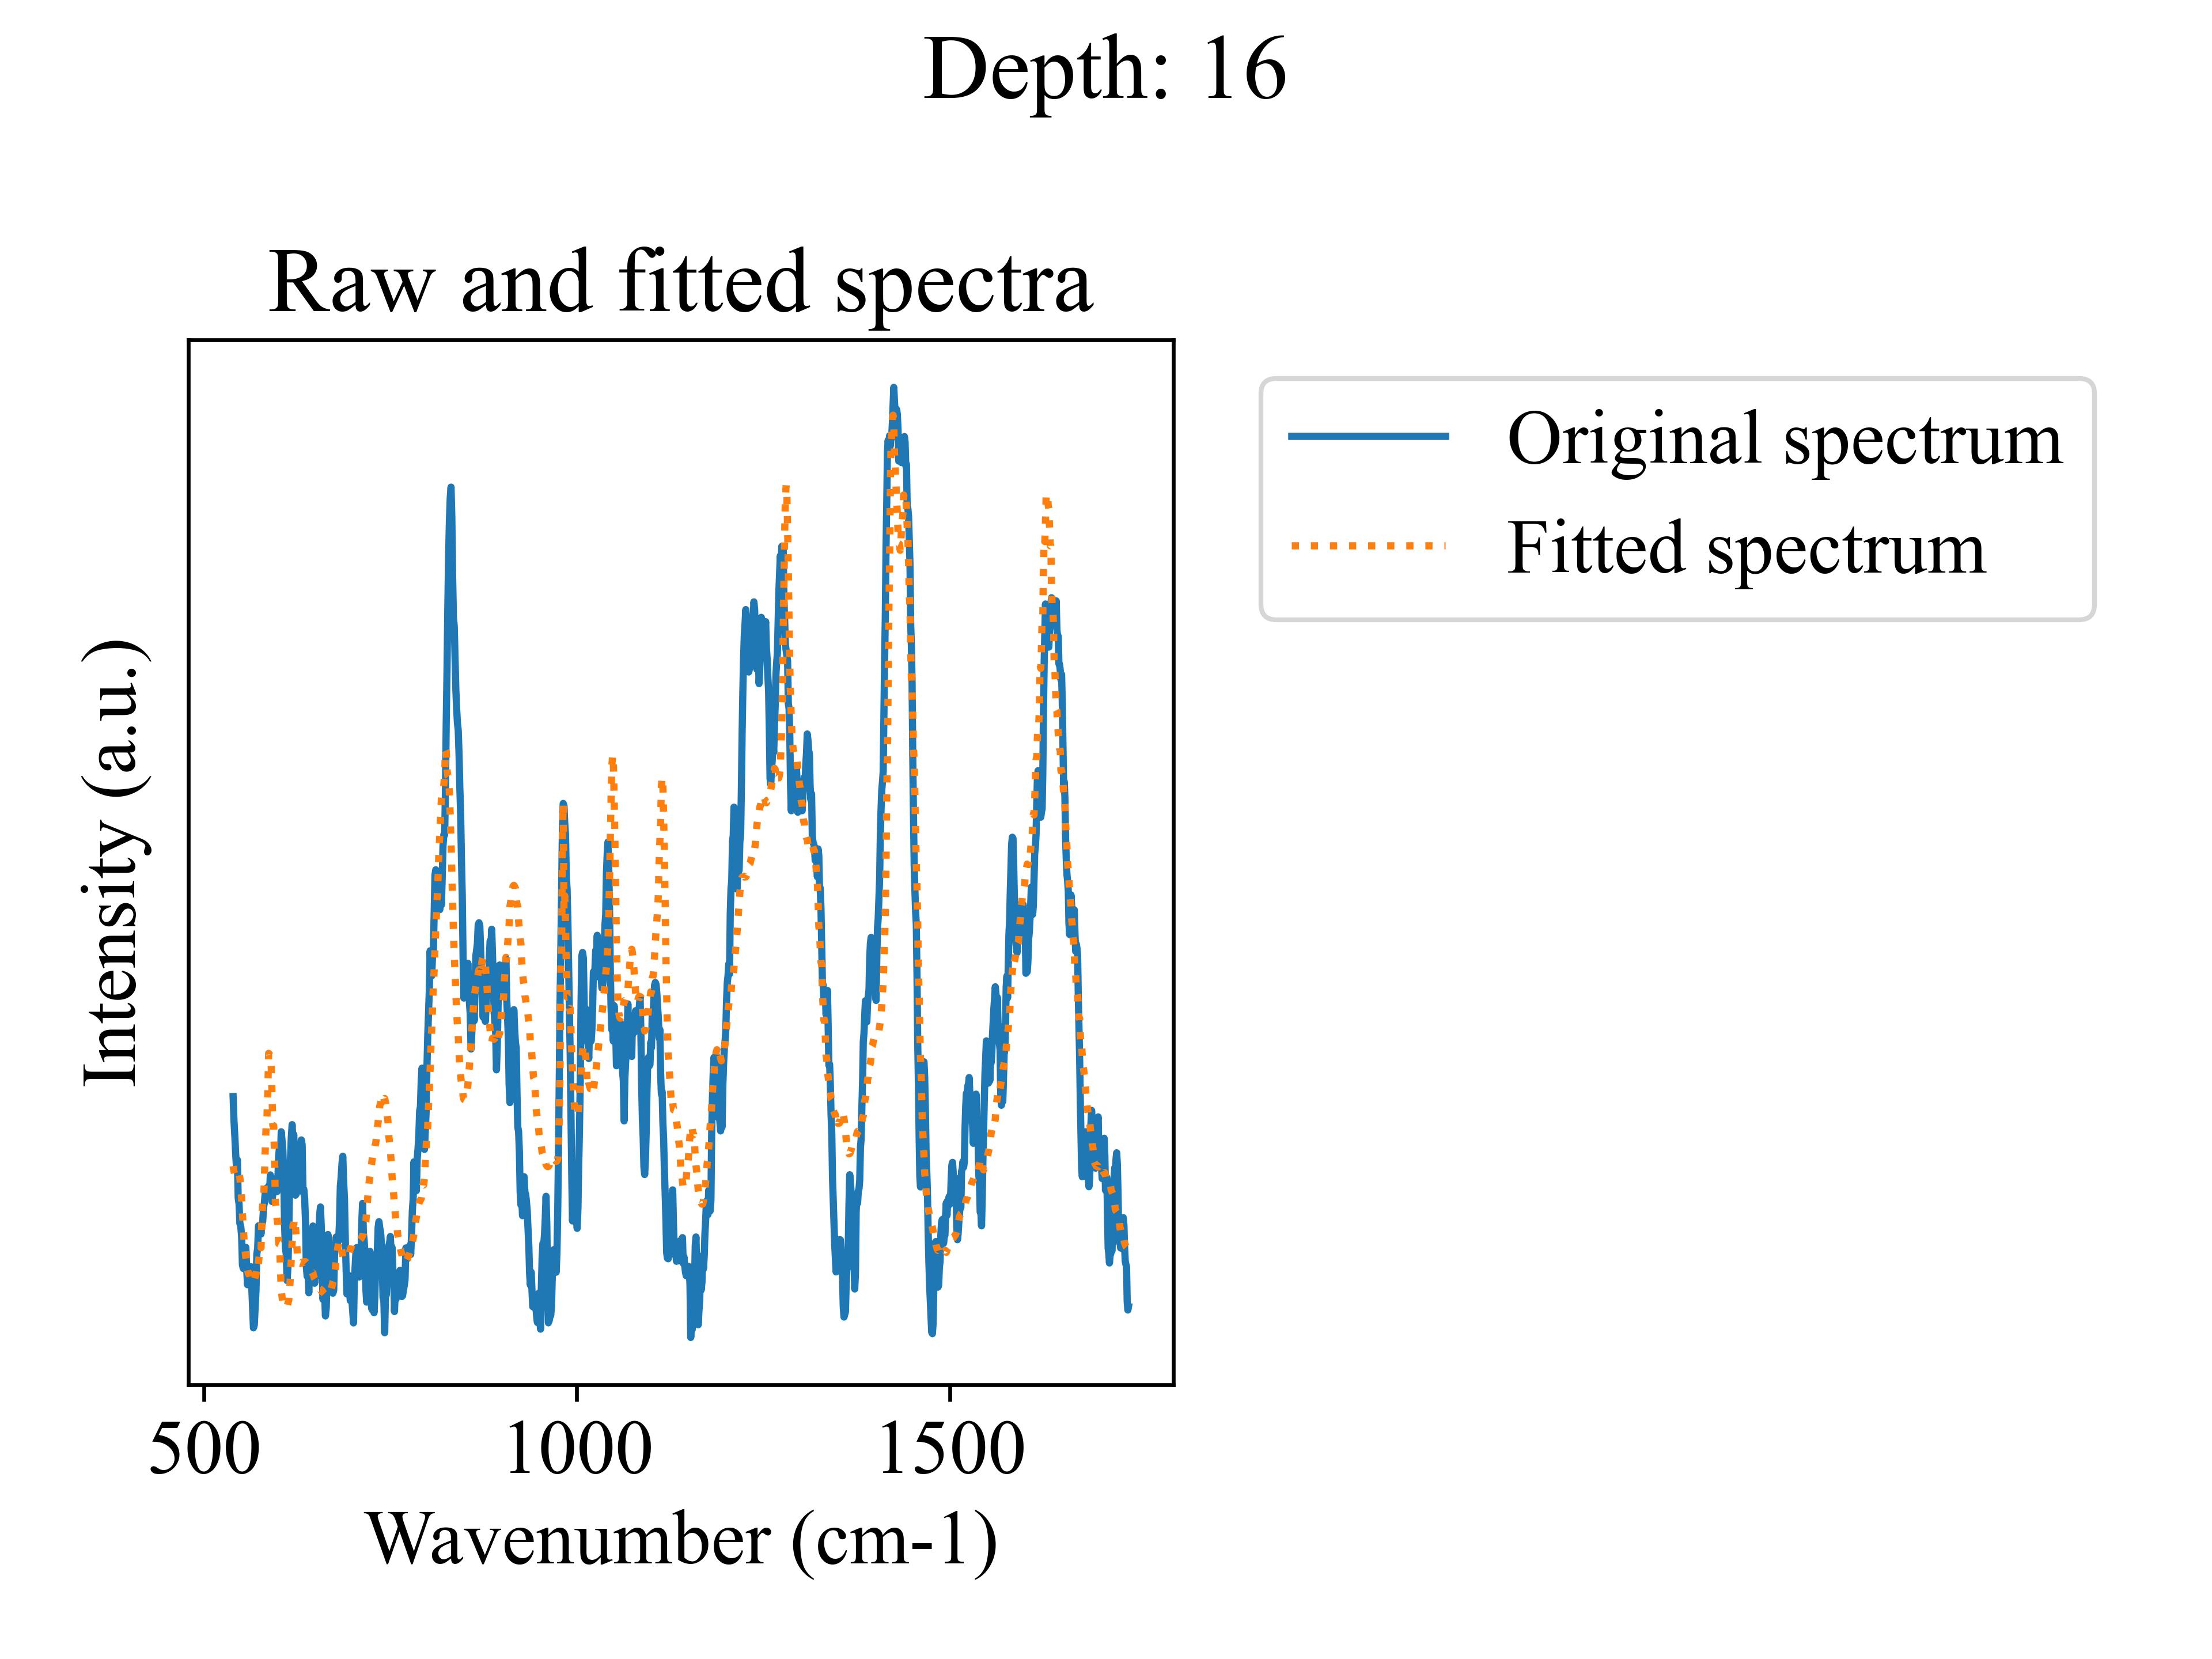 Depth: 16
Raw and fitted spectra
Original spectrum
Fitted spectrum
Intensity (a.u.)
500 1000 1500
Wavenumber (cm-1)